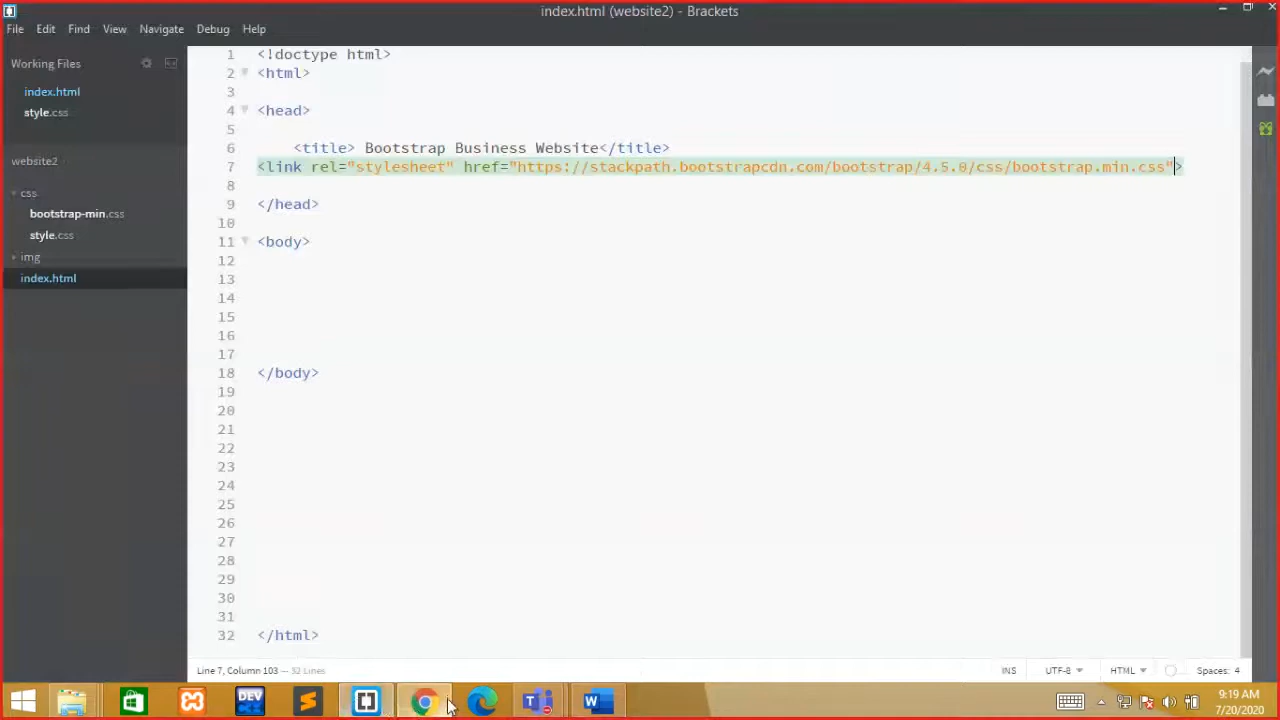 index.html (website2) - Brackets
File Edit Find View Navigate Debug Help
Working Files
index.html
style.css
website2
css
bootstrap-min.css
style.css
img
index.html
1 <!doctype html>
2 <html>
3
4 <head>
5
6 <title> Bootstrap Business Website</title>
7 <link rel="stylesheet" href="https://stackpath.bootstrapcdn.com/bootstrap/4.5.0/css/bootstrap.min.css">
8
9 </head>
10
11 <body>
12
13
14
15
16
17
18 </body>
19
20
21
22
23
24
25
26
27
28
29
30
31
32 </html>
Line 7, Column 103 — 32 Lines
INS UTF-8 HTML Spaces: 4
DEV
9:19 AM
7/20/2020